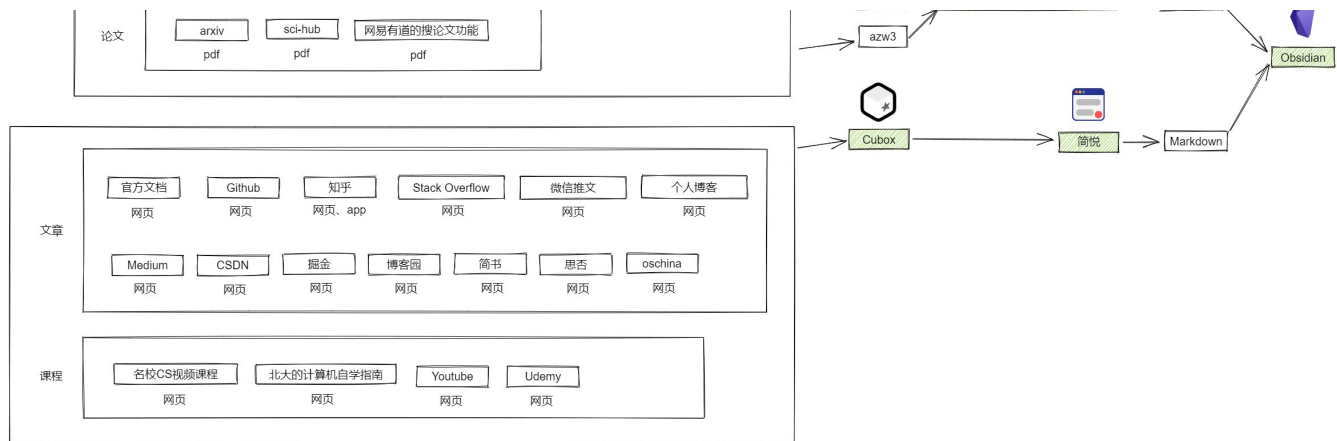 论文
arxiv
sci-hub
网易有道的搜论文功能
pdf
pdf
pdf
azw3
Obsidian
Cubox
简悦
Markdown
文章
官方文档
Github
知乎
Stack Overflow
微信推文
个人博客
网页
网页
网页、app
网页
网页
网页
Medium
CSDN
掘金
博客园
简书
思否
oschina
网页
网页
网页
网页
网页
网页
网页
课程
名校CS视频课程
北大的计算机自学指南
Youtube
Udemy
网页
网页
网页
网页